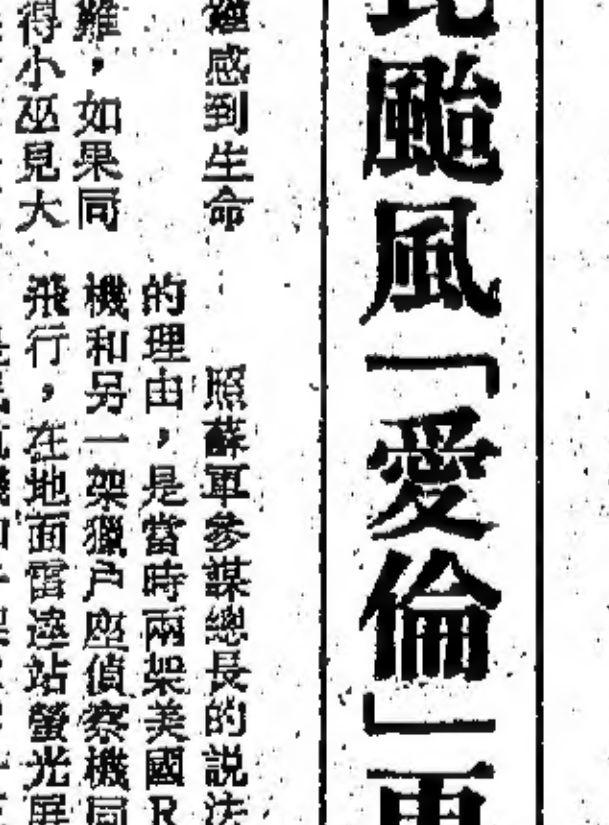 颱風「愛倫」
感到生命
難，如果同
得小巫見大
照蘇軍參謀總長的說法
的理由，是當時兩架美國R
機和另一架獵户座偵察機同
飛行，在地面雷達站螢光屏